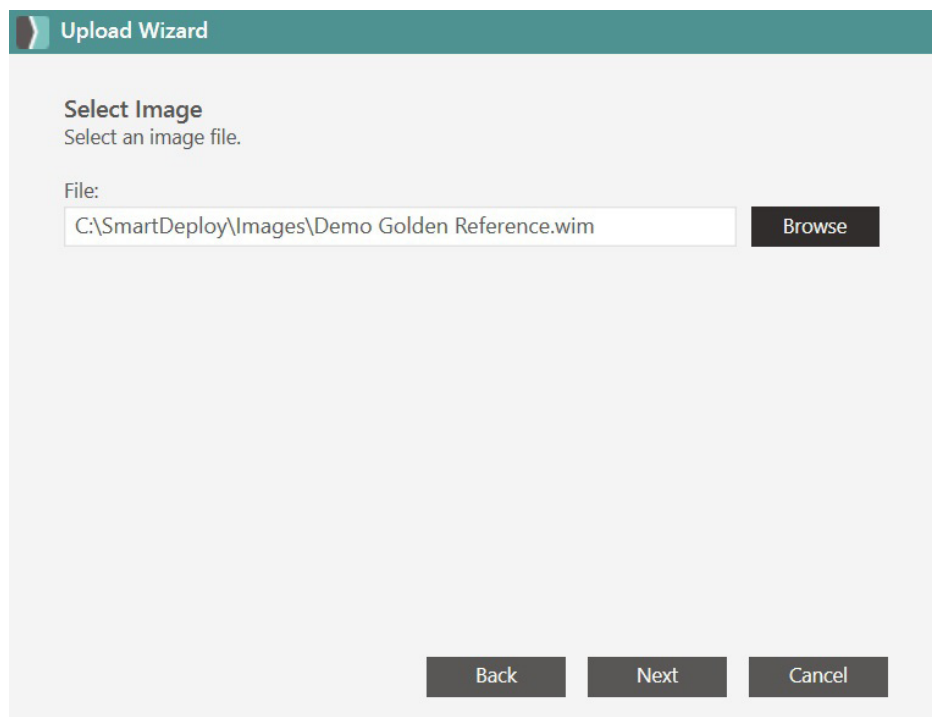 Upload Wizard
Select Image
Select an image file.
File:
C:\SmartDeploy\Images\Demo Golden Reference.wim
Browse
Back
Next
Cancel